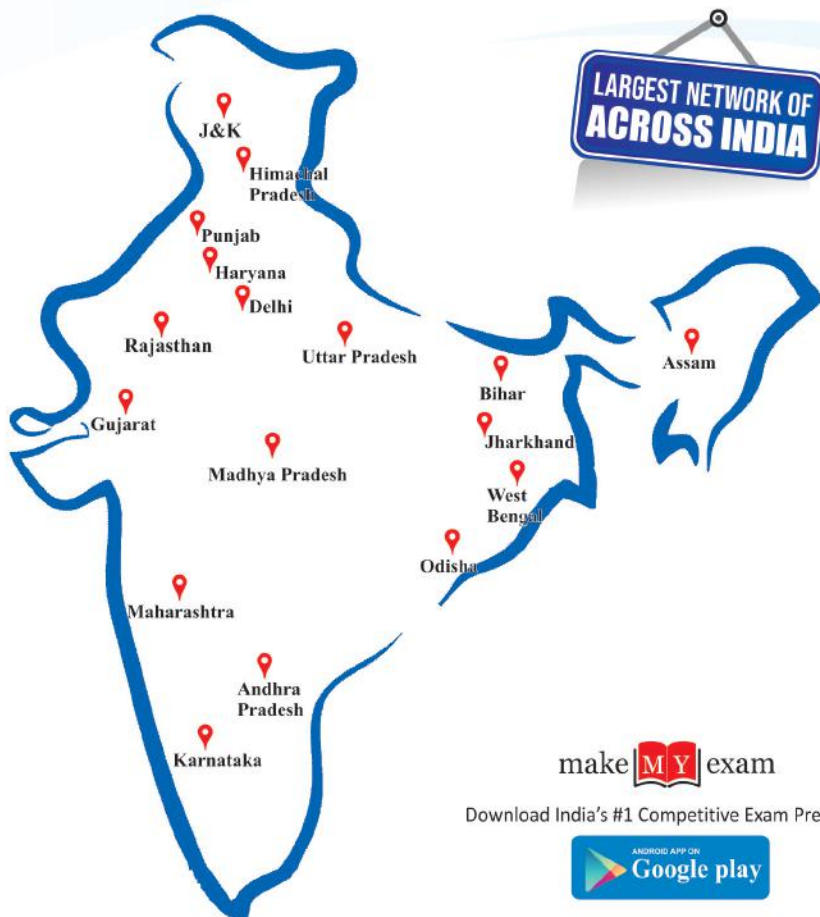 LARGEST NETWORK OF
ACROSS INDIA
J&K
Himachal
Pradesh
Punjab
Haryana
Delhi
Rajasthan
Uttar Pradesh
Bihar
Assam
Gujarat
Jharkhand
Madhya Pradesh
West
Bengal
Odisha
Maharashtra
Andhra
Pradesh
Karnataka
make MY exam
Download India's #1 Competitive Exam Pre
ANDROID APP ON
Google play